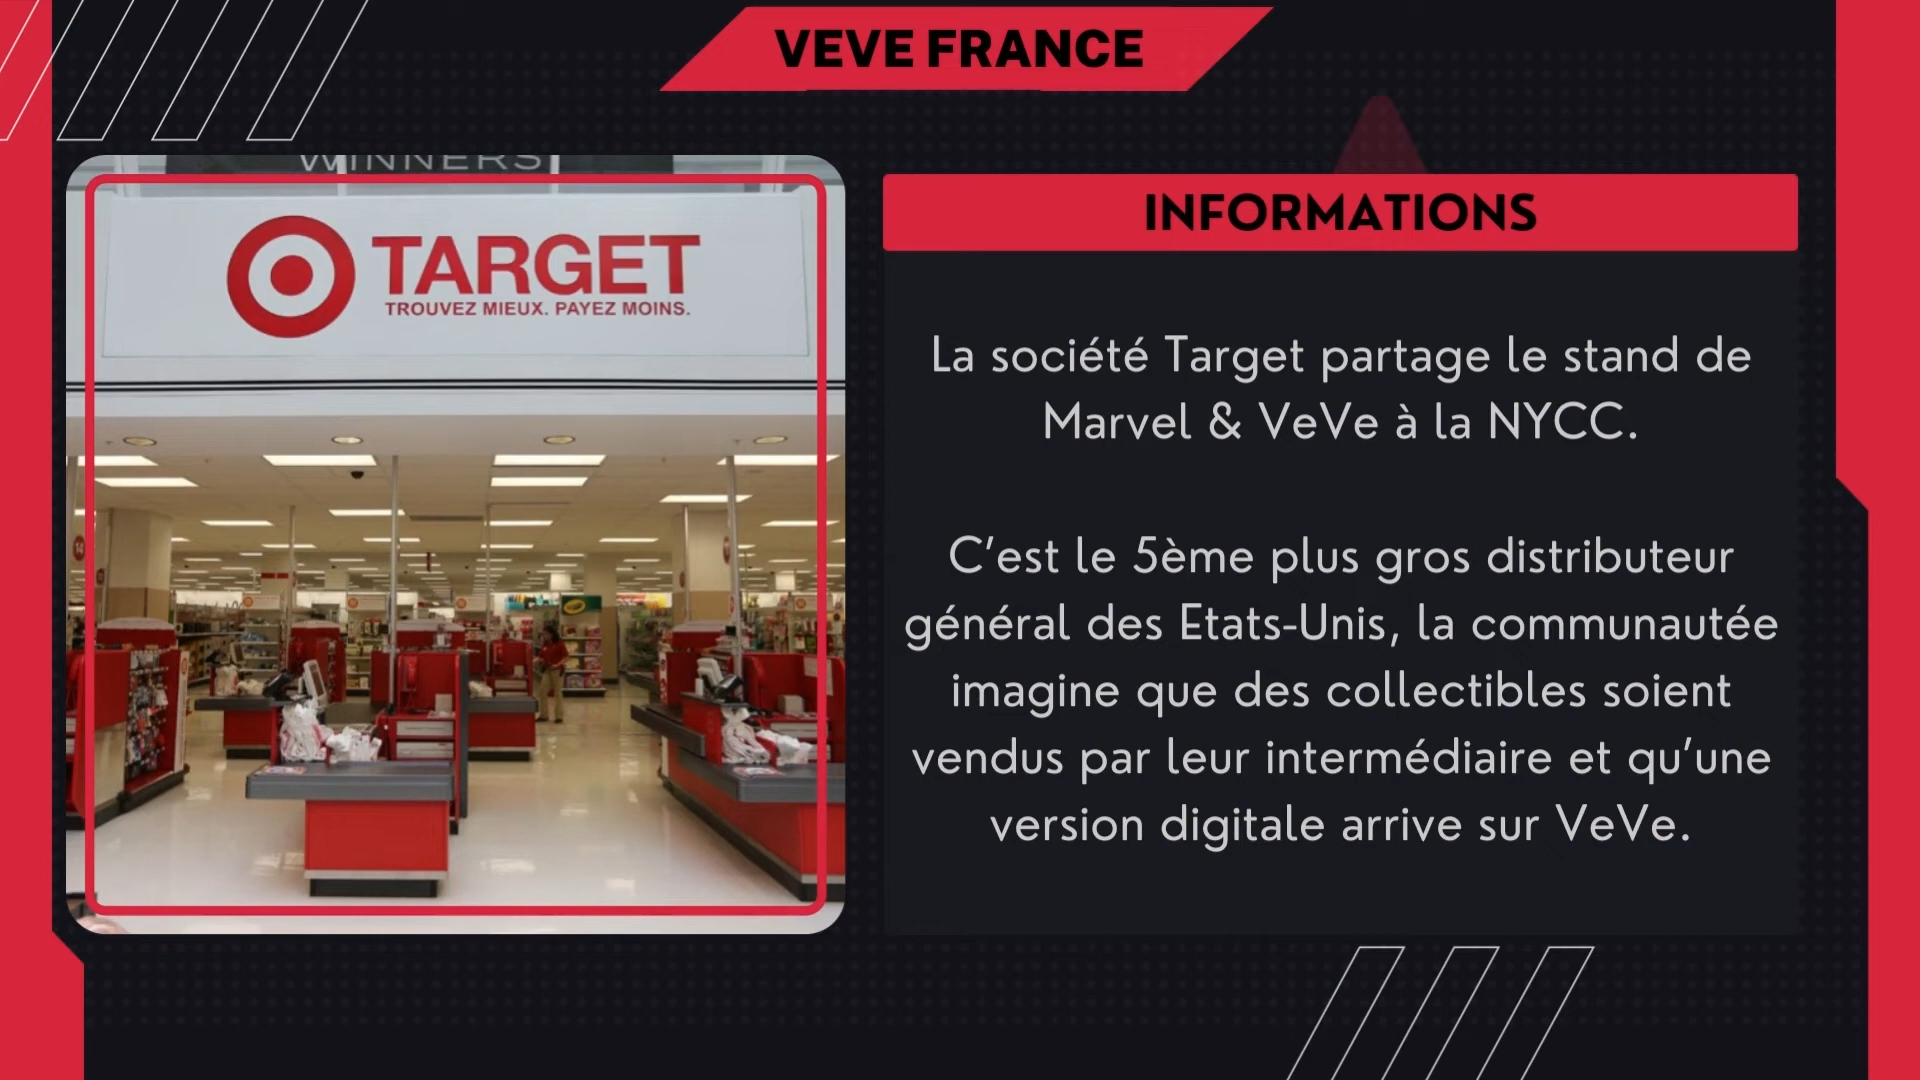 VEVE FRANCE
WINNERS
TARGET
TROUVEZ MIEUX. PAYEZ MOINS.
INFORMATIONS
La société Target partage le stand de
Marvel & VeVe à la NYCC.
C'est le 5ème plus gros distributeur
général des Etats-Unis, la communautée
imagine que des collectibles soient
vendus par leur intermédiaire et qu'une
version digitale arrive sur VeVe.